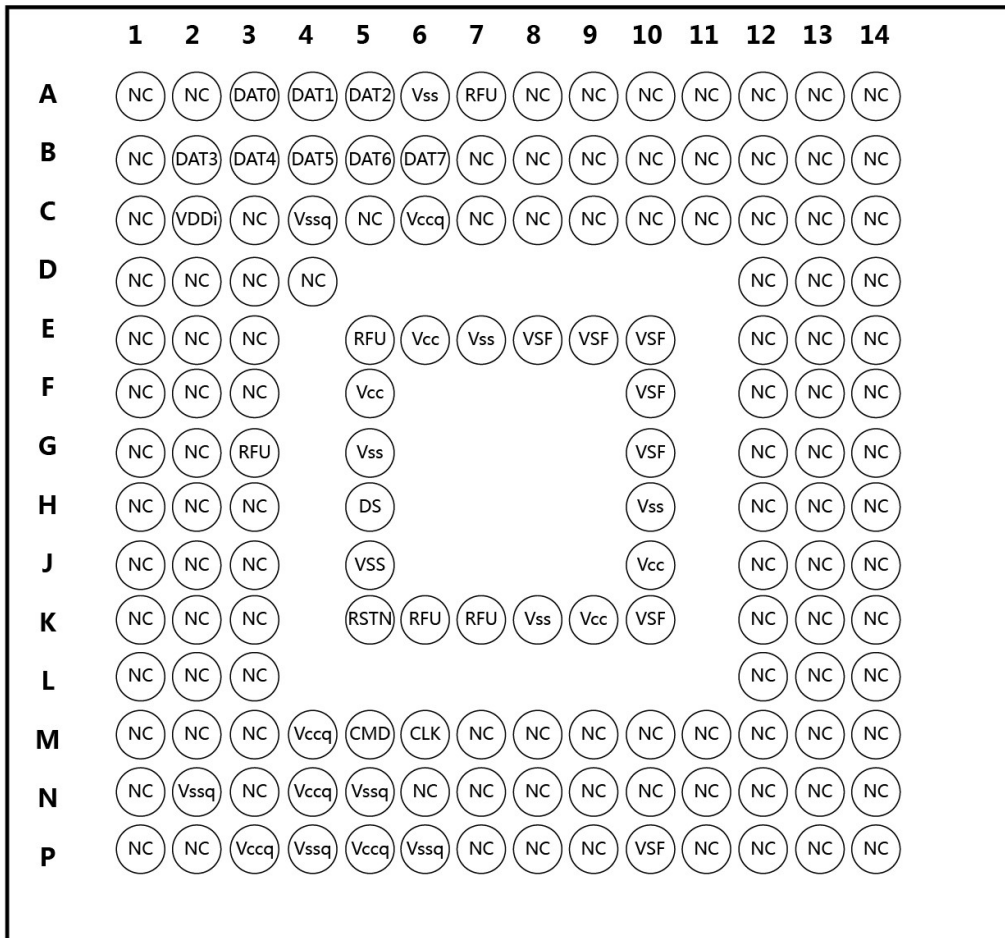 1 2 3 4 5 6 7 8 9 10 11 12 13 14
A NC NC DAT0 DAT1 DAT2 Vss RFU NC NC NC NC NC NC NC
B NC DAT3 DAT4 DAT5 DAT6 DAT7 NC NC NC NC NC NC NC NC
C NC VDDi NC Vssq NC Vccq NC NC NC NC NC NC NC NC
D NC NC NC NC NC NC NC
E NC NC NC RFU Vcc Vss VSF VSF VSF NC NC NC
F NC NC NC Vcc VSF NC NC NC
G NC NC RFU Vss VSF NC NC NC
H NC NC NC DS Vss NC NC NC
J NC NC NC VSS Vcc NC NC NC
K NC NC NC RSTN RFU RFU Vss Vcc VSF NC NC NC
L NC NC NC NC NC NC
M NC NC NC Vccq CMD CLK NC NC NC NC NC NC NC NC
N NC Vssq NC Vccq Vssq NC NC NC NC NC NC NC NC NC
P NC NC Vccq Vssq Vccq Vssq NC NC NC VSF NC NC NC NC